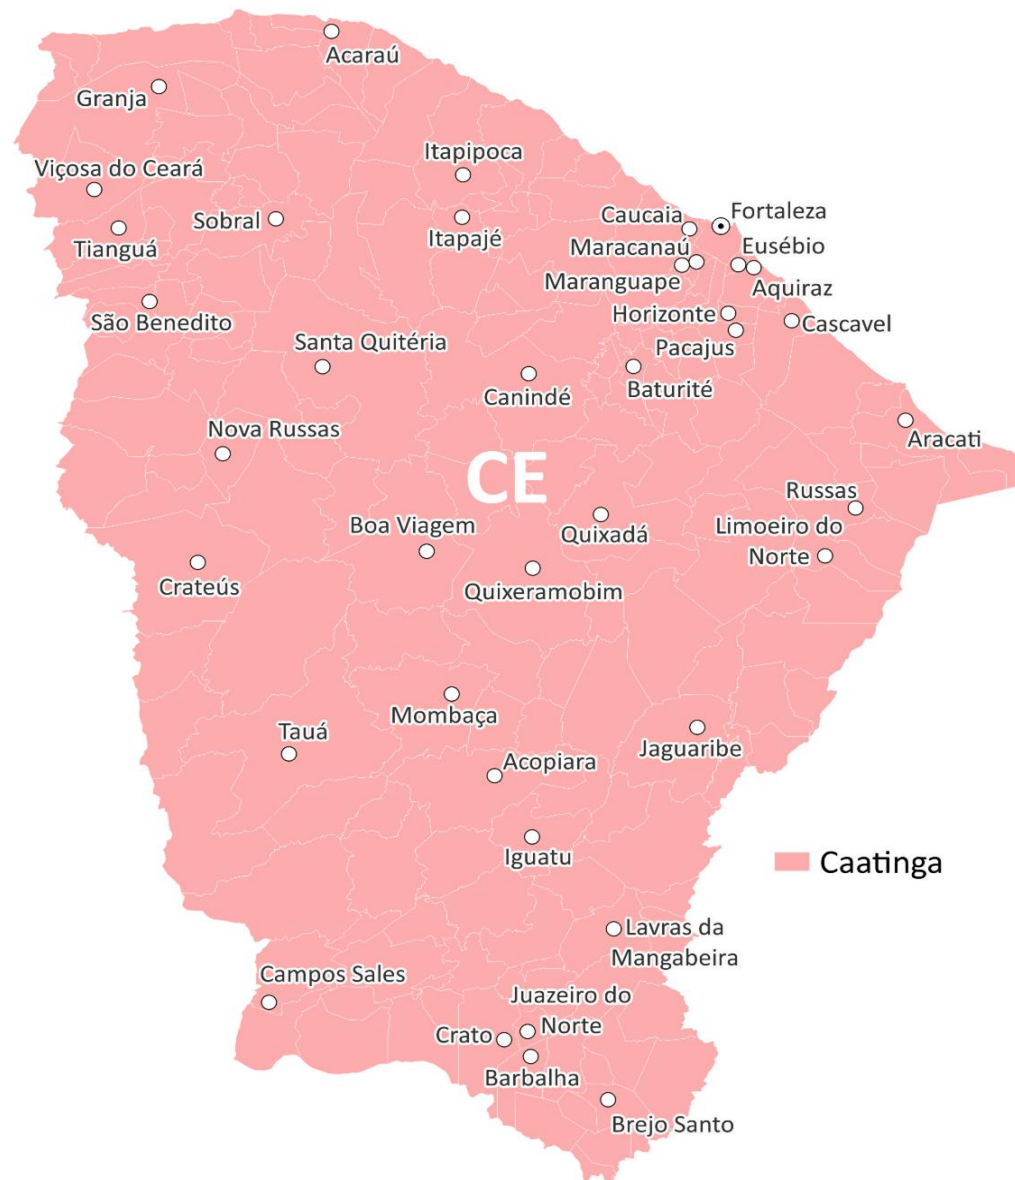 Acaraú
Granja
Itapipoca
Viçosa do Ceará
Sobral
Itapajé
Caucaia
Fortaleza
Tianguá
Maracanaú
Eusébio
Maranguape
Aquiraz
São Benedito
Horizonte
Cascavel
Santa Quitéria
Pacajus
Canindé
Baturité
Nova Russas
Aracati
CE
Russas
Boa Viagem
Quixadá
Limoeiro do
Norte
Crateús
Quixeramobim
Mombaça
Tauá
Jaguaribe
Acopiara
Iguatu
Caatinga
Lavras da
Mangabeira
Campos Sales
Juazeiro do
Norte
Crato
Barbalha
Brejo Santo